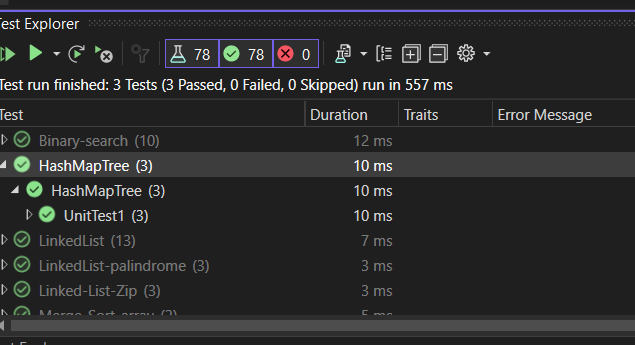 Test Explorer
78 78 0
Test run finished: 3 Tests (3 Passed, 0 Failed, 0 Skipped) run in 557 ms
Test Duration Traits Error Message
Binary-search (10) 12 ms
HashMapTree (3) 10 ms
HashMapTree (3) 10 ms
UnitTest1 (3) 10 ms
LinkedList (13) 7 ms
LinkedList-palindrome (3) 3 ms
Linked-List-Zip (3) 3 ms
Merge-Sort-array (2) 5 ms